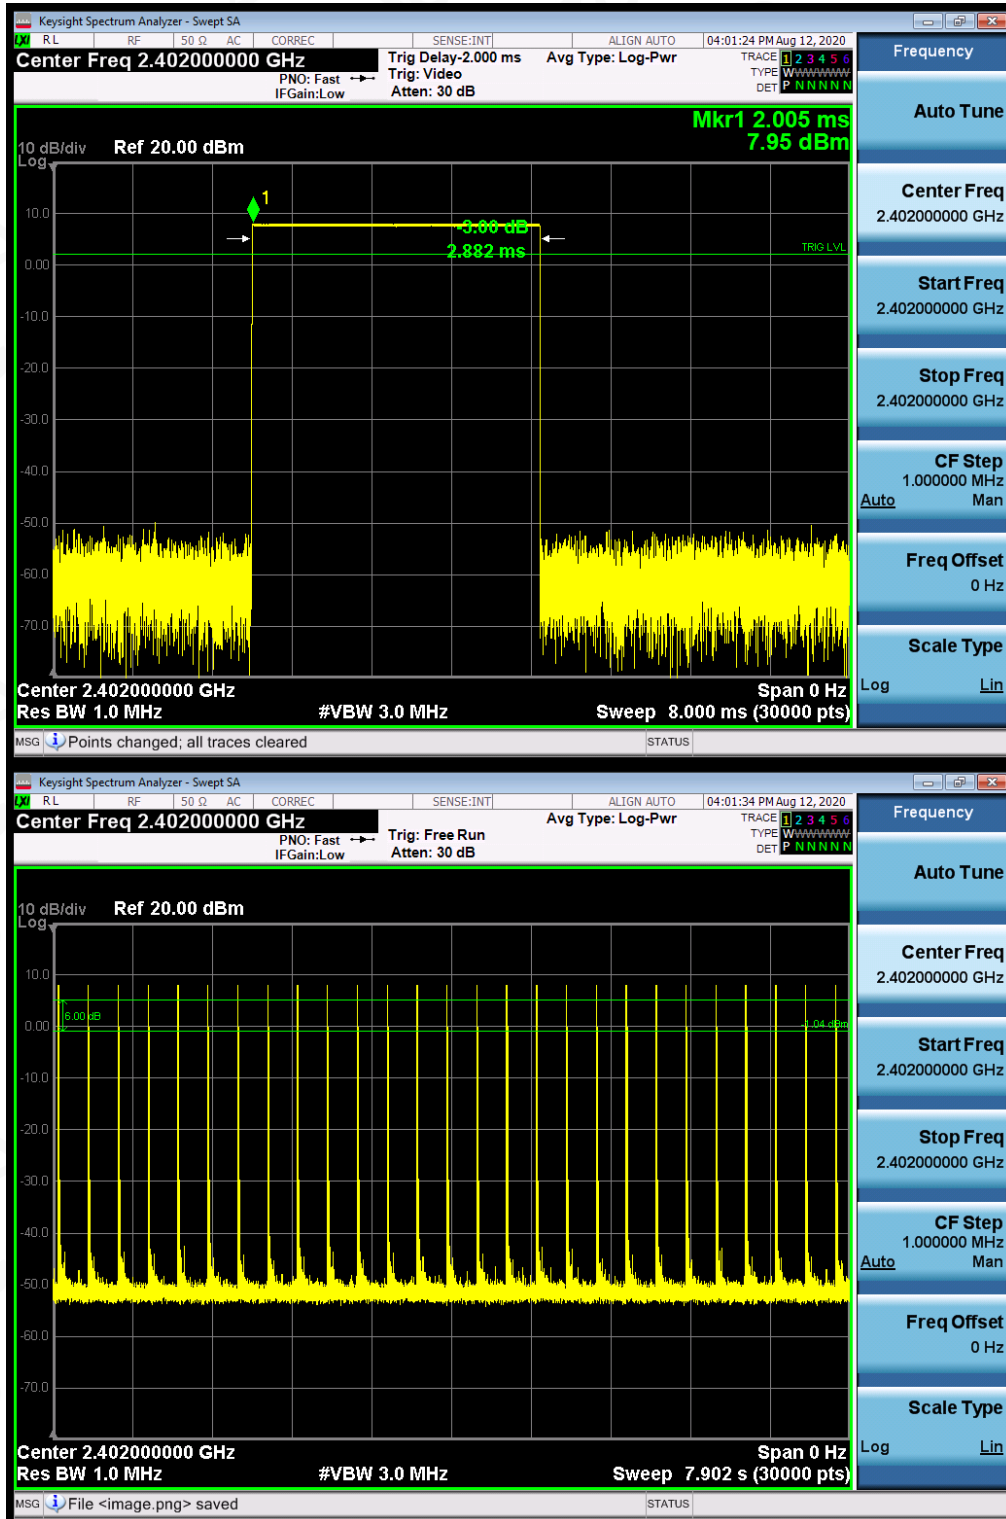 Keysight Spectrum Analyzer - Swept SA
LXI RL RF 50 Ω AC CORREC SENSE:INT ALIGN AUTO 04:01:24 PM Aug 12, 2020
Center Freq 2.402000000 GHz
PNO: Fast
IFGain:Low
Trig Delay-2.000 ms
Trig: Video
Atten: 30 dB
Avg Type: Log-Pwr
TRACE 1 2 3 4 5 6
TYPE WWWWWW
DET P N N N N N
Mkr1 2.005 ms
7.95 dBm
10 dB/div Ref 20.00 dBm
Log
1
10.0
-3.00 dB
2.882 ms
TRIG LVL
0.00
-10.0
-20.0
-30.0
-40.0
-50.0
-60.0
-70.0
Center 2.402000000 GHz Span 0 Hz
Res BW 1.0 MHz #VBW 3.0 MHz Sweep 8.000 ms (30000 pts)
MSG Points changed; all traces cleared STATUS
Frequency
Auto Tune
Center Freq
2.402000000 GHz
Start Freq
2.402000000 GHz
Stop Freq
2.402000000 GHz
CF Step
1.000000 MHz
Auto Man
Freq Offset
0 Hz
Scale Type
Log Lin
Keysight Spectrum Analyzer - Swept SA
LXI RL RF 50 Ω AC CORREC SENSE:INT ALIGN AUTO 04:01:34 PM Aug 12, 2020
Center Freq 2.402000000 GHz
PNO: Fast
IFGain:Low
Trig: Free Run
Atten: 30 dB
Avg Type: Log-Pwr
TRACE 1 2 3 4 5 6
TYPE WWWWWW
DET P N N N N N
10 dB/div Ref 20.00 dBm
Log
10.0
6.00 dB
0.00
-1.04 dBm
-10.0
-20.0
-30.0
-40.0
-50.0
-60.0
-70.0
Center 2.402000000 GHz Span 0 Hz
Res BW 1.0 MHz #VBW 3.0 MHz Sweep 7.902 s (30000 pts)
MSG File <image.png> saved STATUS
Frequency
Auto Tune
Center Freq
2.402000000 GHz
Start Freq
2.402000000 GHz
Stop Freq
2.402000000 GHz
CF Step
1.000000 MHz
Auto Man
Freq Offset
0 Hz
Scale Type
Log Lin